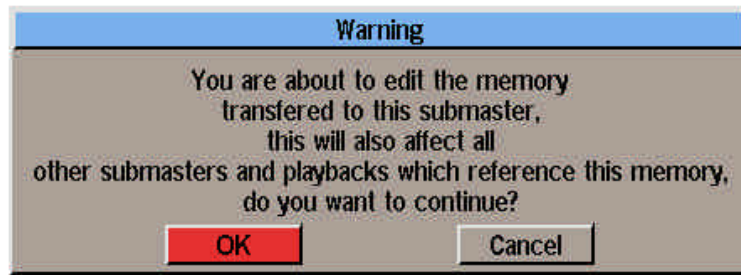 Warning
You are about to edit the memory
transfered to this submaster,
this will also affect all
other submasters and playbacks which reference this memory,
do you want to continue?
OK Cancel